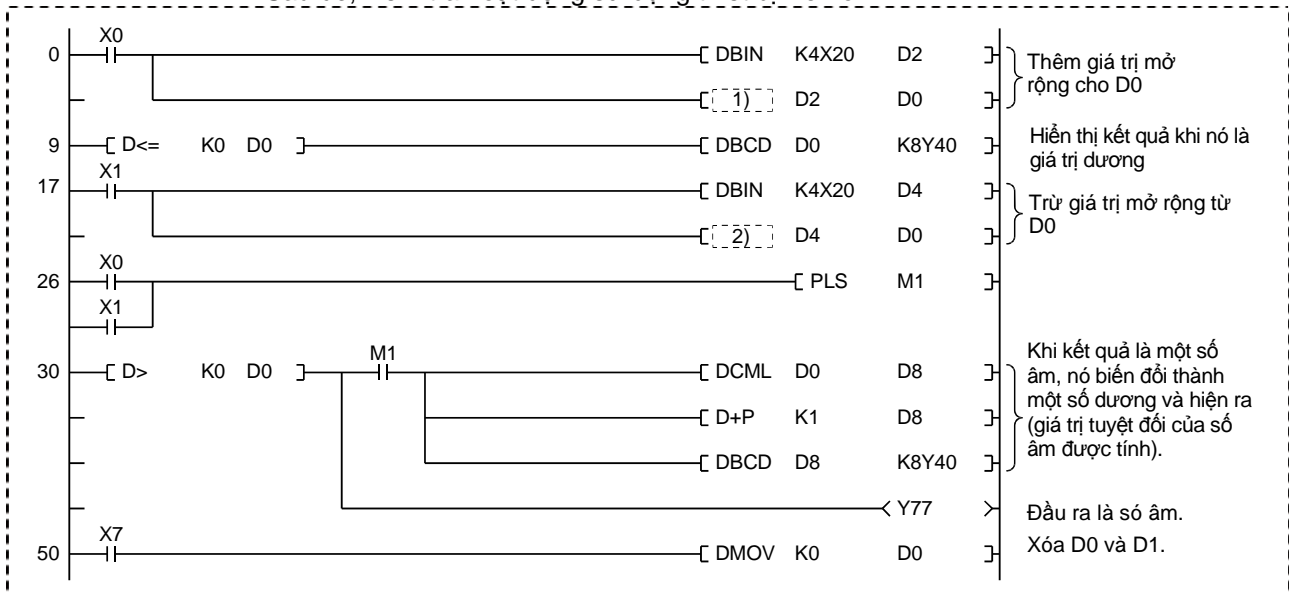 X0
0 DBIN K4X20 D2
Thêm giá trị mở
rộng cho D0
1) D2 D0
9 D<= K0 D0 DBCD D0 K8Y40
Hiển thị kết quả khi nó là
giá trị dương
X1
17 DBIN K4X20 D4
Trừ giá trị mở rộng từ
D0
2) D4 D0
X0
26 PLS M1
X1
M1
30 D> K0 D0 DCML D0 D8
D+P K1 D8
DBCD D8 K8Y40
Khi kết quả là một số
âm, nó biến đổi thành
một số dương và hiện ra
(giá trị tuyệt đối của số
âm được tính).
Y77
Đầu ra là só âm.
X7
50 DMOV K0 D0
Xóa D0 và D1.